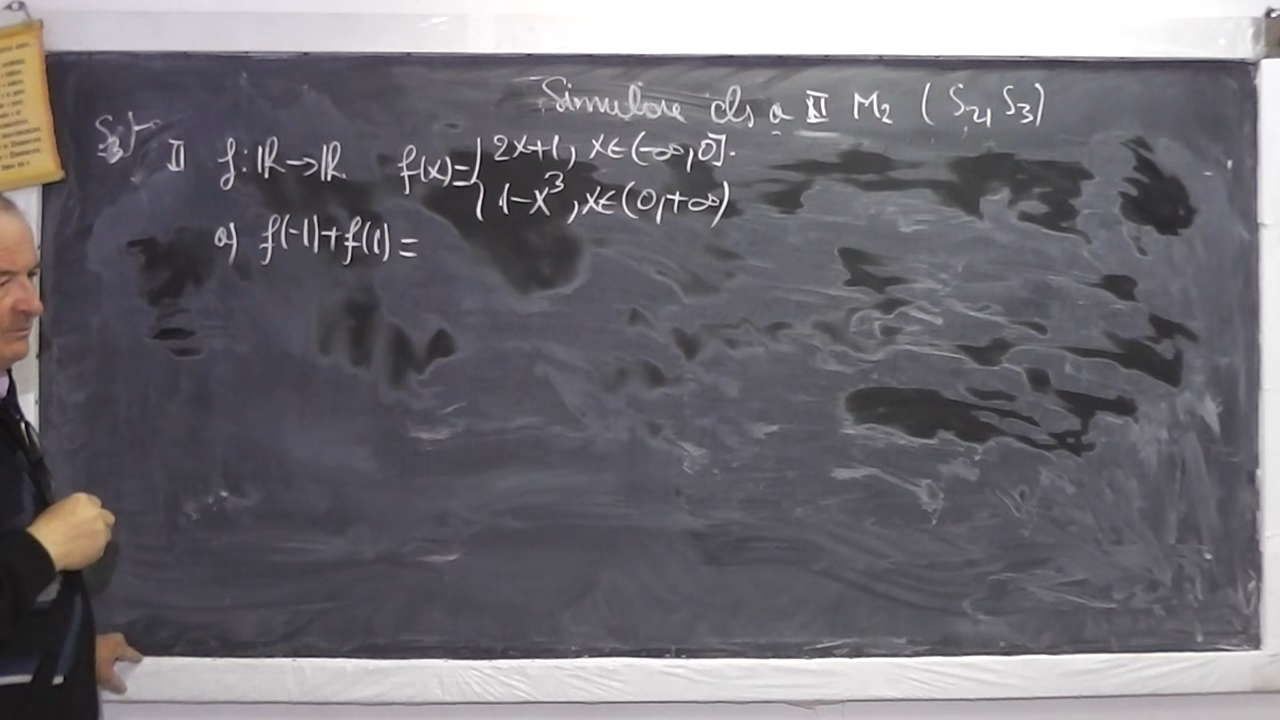 Simulare cls a XI M2 (S2, S3)
S3)
II f: ℝ→ℝ f(x)={2x+1, x∈(-∞,0].
1-x³, x∈(0,+∞)
a) f(-1)+f(1)=